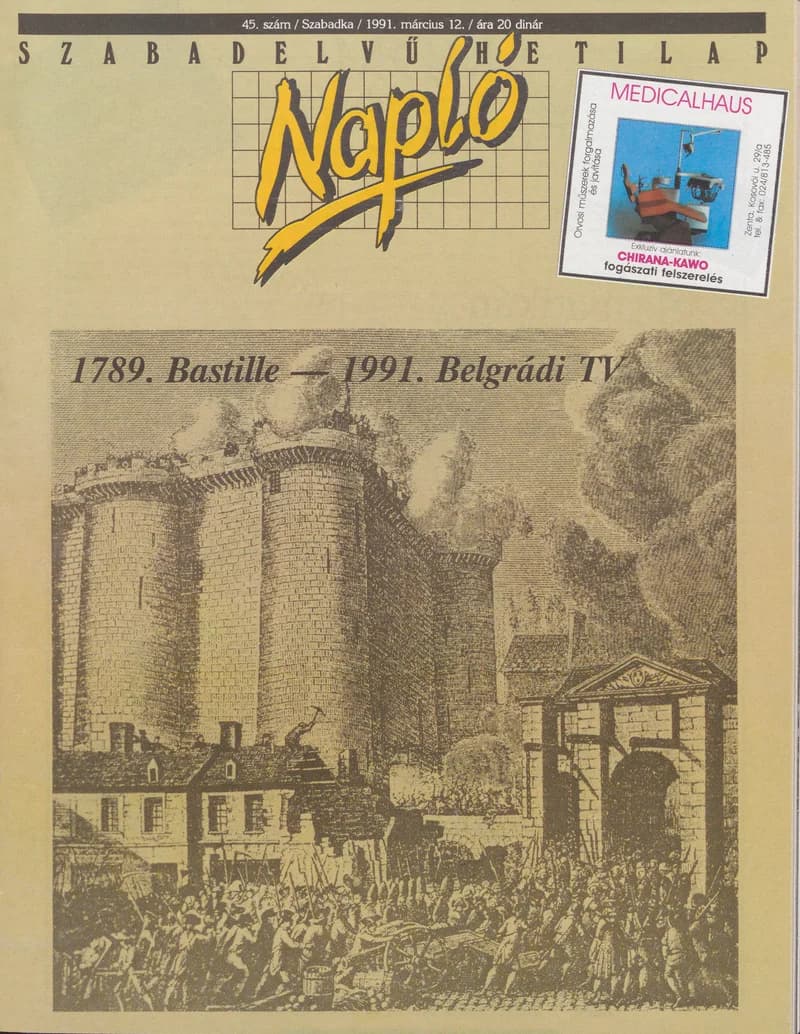 45. szám / Szabadka / 1991. március 12. / ára 20 dinár
SZABADELVŰ HETILAP
Napló
MEDICALHAUS
Orvosi műszerek forgalmazása
és javítása
Zenta, Kosovói u. 29/a
tel. & fax: 024/813-485
Exkluzív ajánlatunk:
CHIRANA-KAWO
fogászati felszerelés
1789. Bastille — 1991. Belgrádi TV